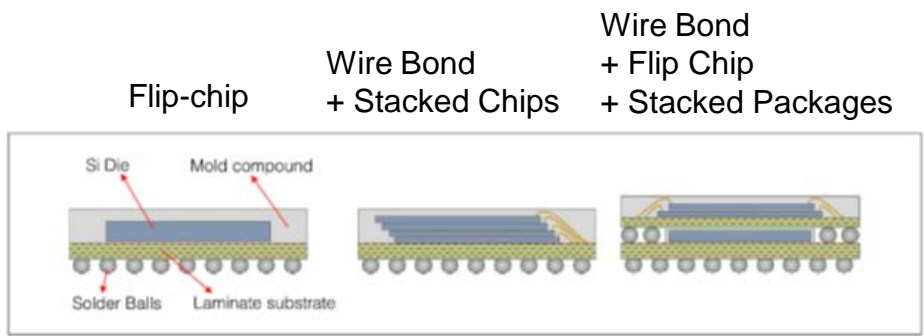 Flip-chip
Wire Bond
+ Stacked Chips
Wire Bond
+ Flip Chip
+ Stacked Packages
Si Die
Mold compound
Solder Balls
Laminate substrate